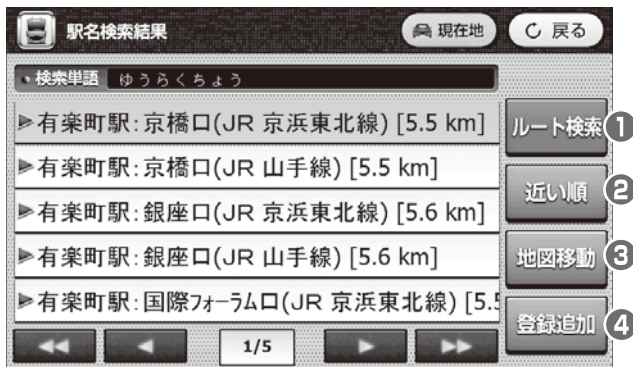 駅名検索結果 現在地 戻る
検索単語 ゆうらくちょう
有楽町駅:京橋口(JR 京浜東北線) [5.5 km] ルート検索 ❶
有楽町駅:京橋口(JR 山手線) [5.5 km]
近い順 ❷
有楽町駅:銀座口(JR 京浜東北線) [5.6 km]
有楽町駅:銀座口(JR 山手線) [5.6 km] 地図移動 ❸
有楽町駅:国際フォーラム口(JR 京浜東北線) [5.5
登録追加 ❹
1/5